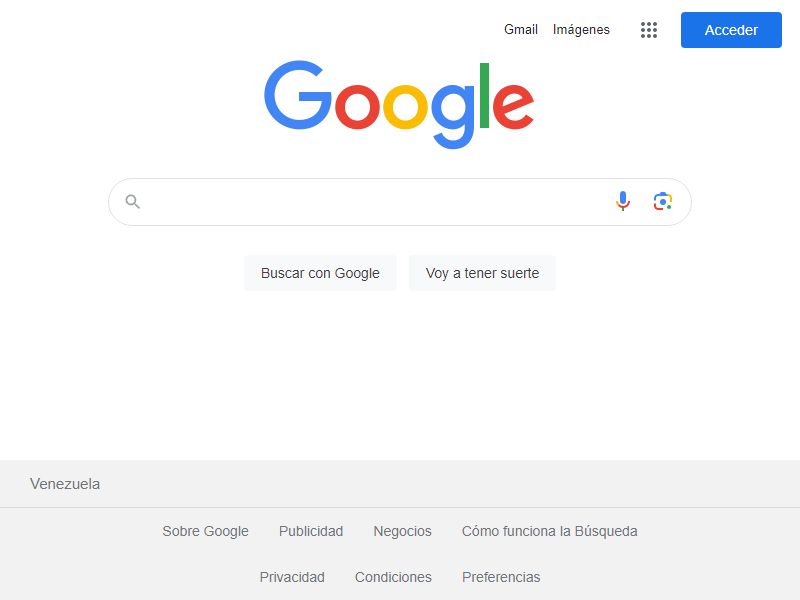 Gmail Imágenes Acceder
Google
Buscar con Google Voy a tener suerte
Venezuela
Sobre Google Publicidad Negocios Cómo funciona la Búsqueda
Privacidad Condiciones Preferencias